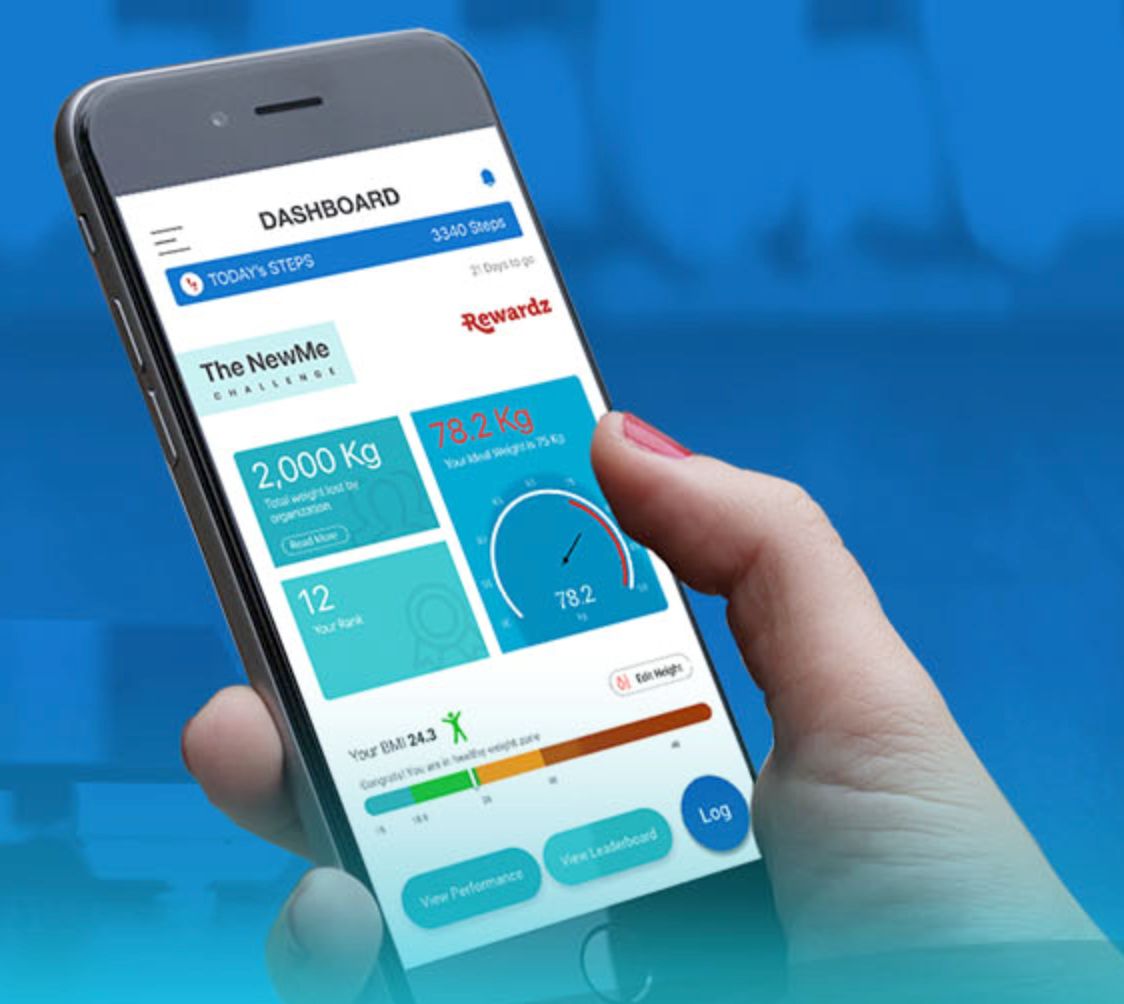 DASHBOARD
TODAY's STEPS
3340 Steps
21 Days to go
Rewardz
The NewMe
CHALLENGE
2,000 Kg
Total weight lost by
organization
Read More
78.2 Kg
Your Ideal Weight is 75 Kg
78.2
kg
12
Your Rank
Edit Height
Your BMI 24.3
Congrats! You are in healthy weight zone
View Performance
View Leaderboard
Log